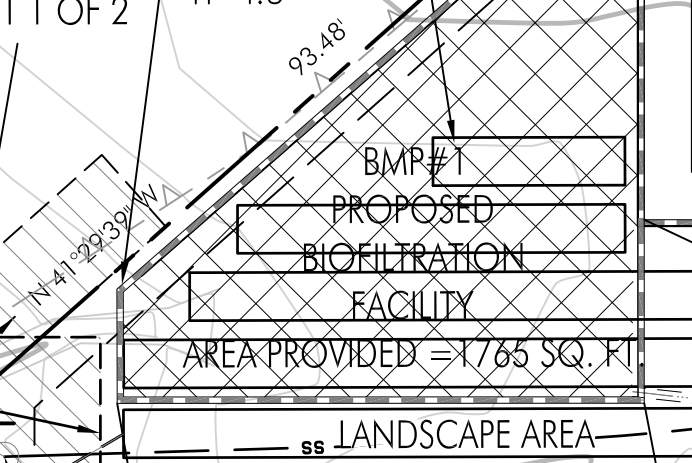 1 OF 2
93.48'
N 41°29'39" W
BMP#1
PROPOSED
BIOFILTRATION
FACILITY
AREA PROVIDED =1765 SQ. FT
SS
LANDSCAPE AREA